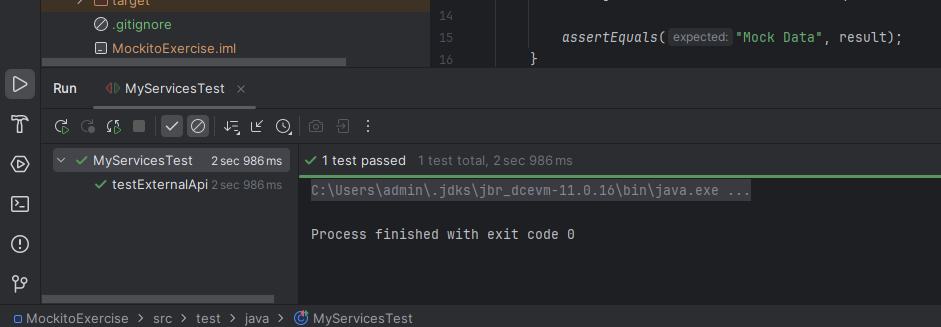 target
.gitignore
MockitoExercise.iml
14
15 assertEquals( expected: "Mock Data", result);
16 }
Run MyServicesTest
MyServicesTest 2 sec 986 ms
testExternalApi 2 sec 986 ms
1 test passed 1 test total, 2 sec 986 ms
C:\Users\admin\.jdks\jbr_dcevm-11.0.16\bin\java.exe ...
Process finished with exit code 0
MockitoExercise > src > test > java > MyServicesTest